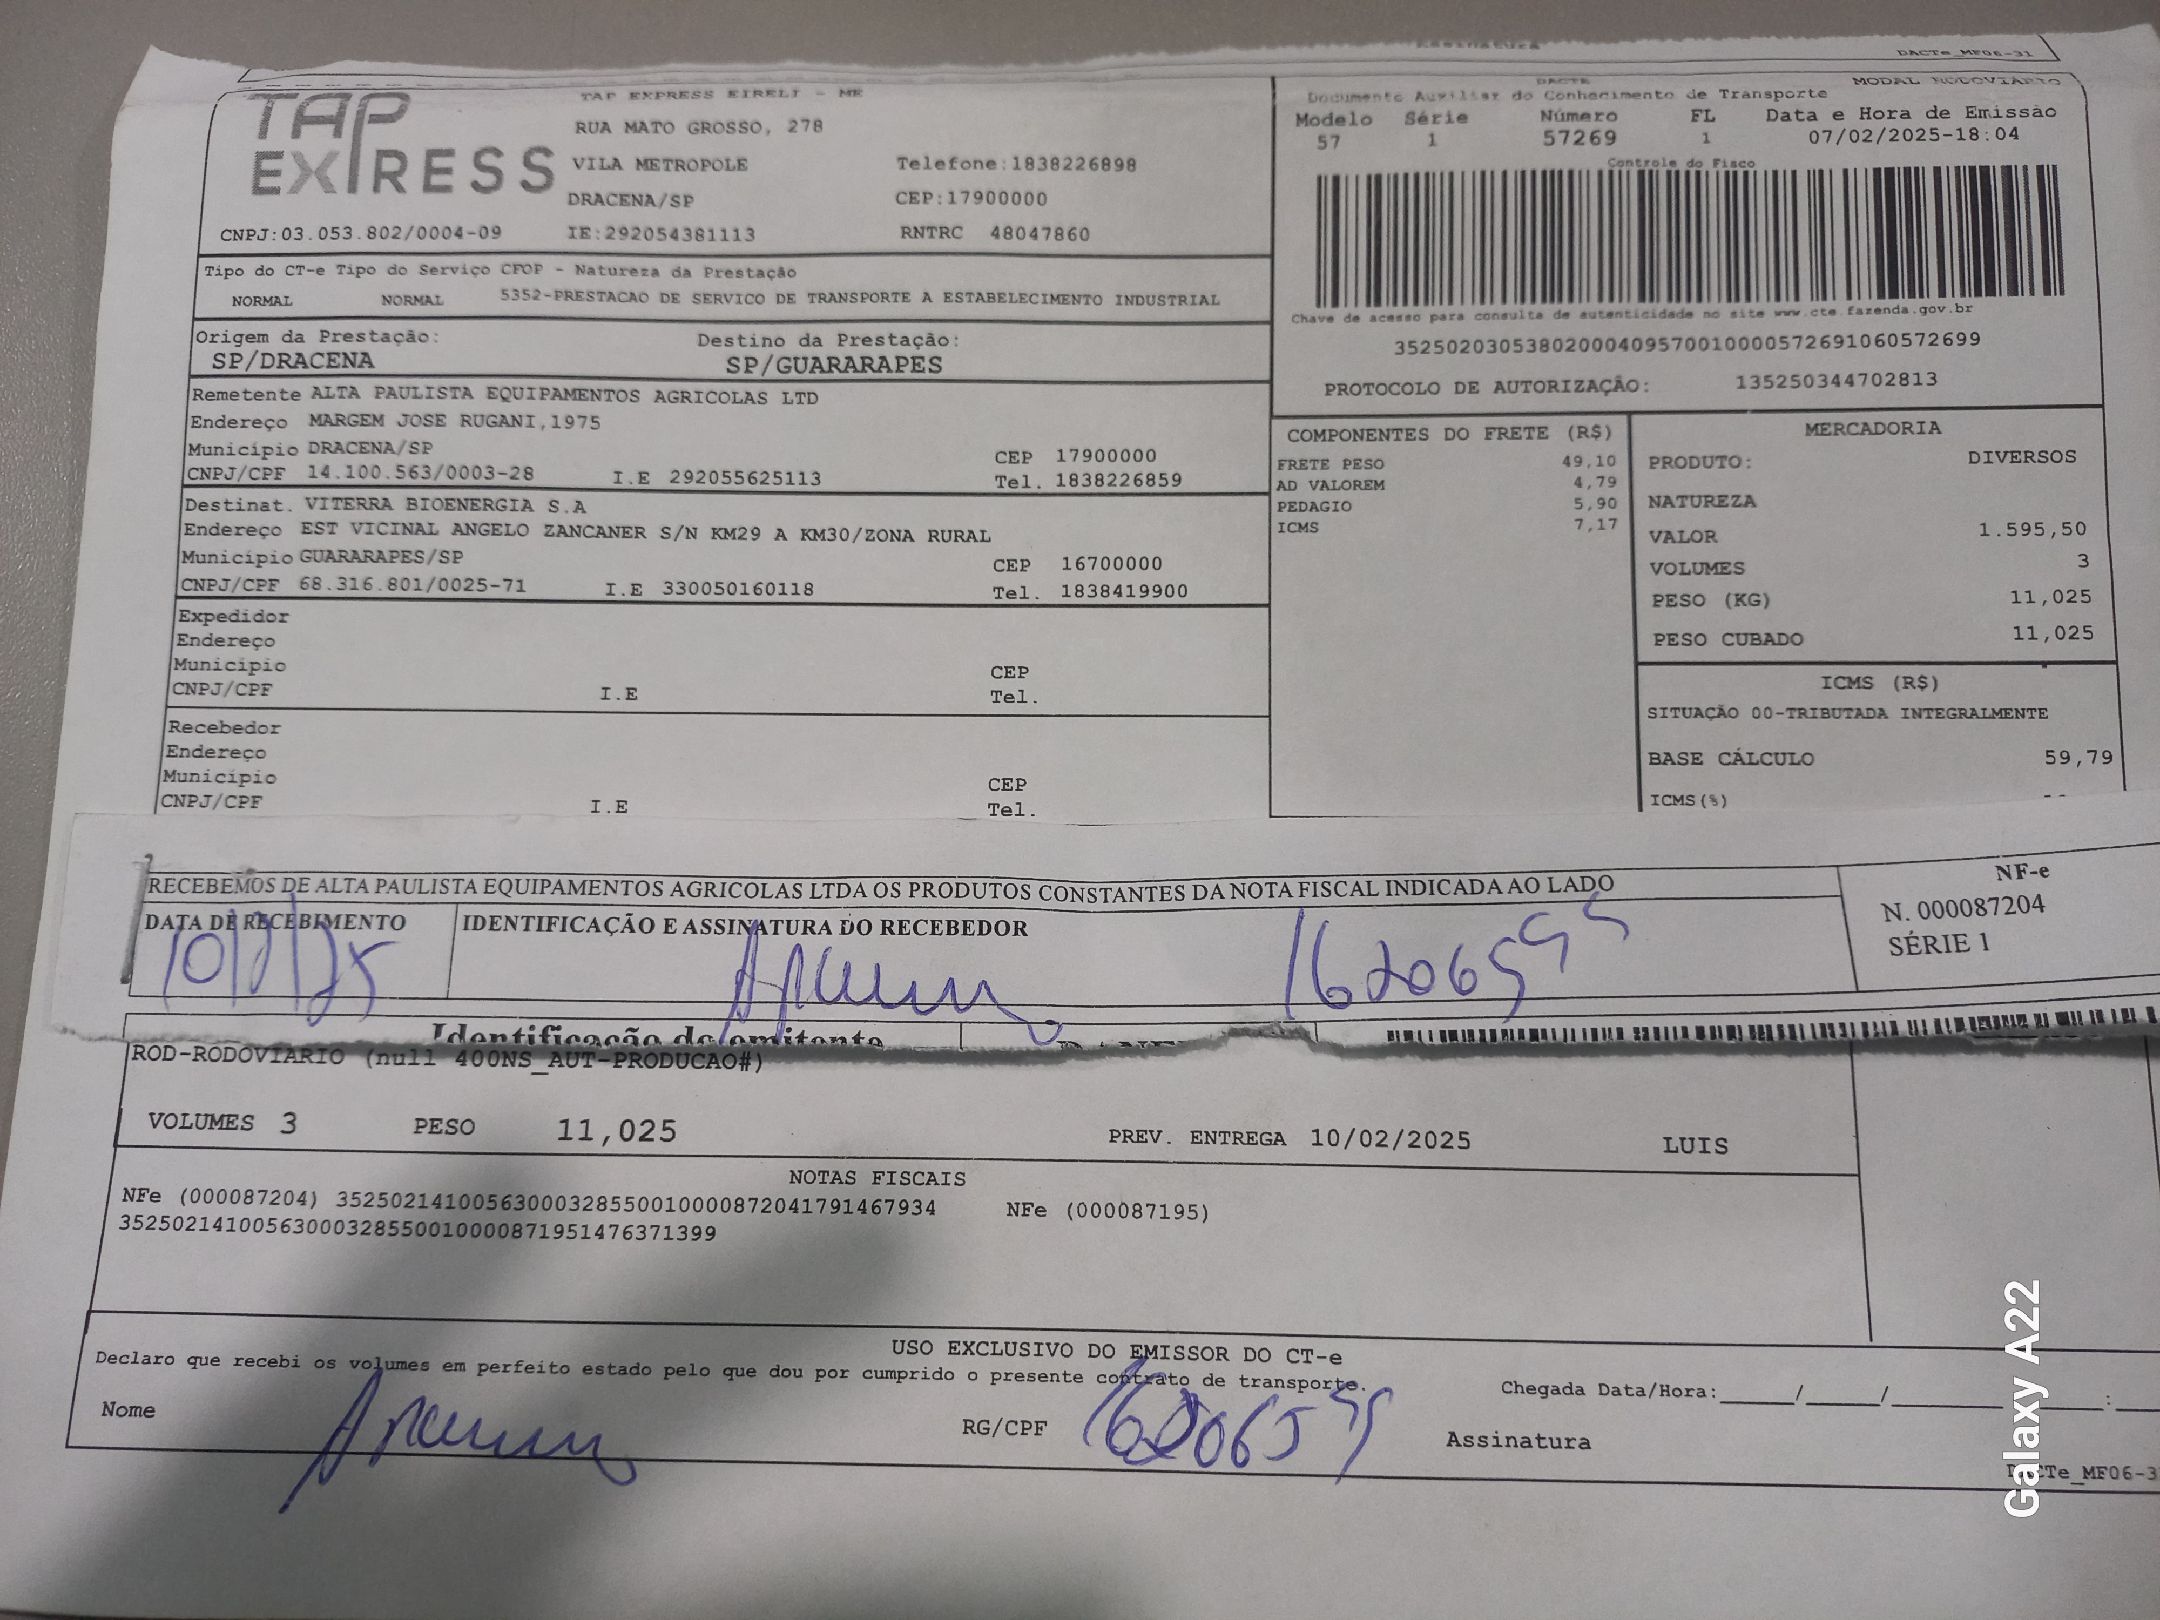 DACTe_MF06-31
TAP EXPRESS
TAP EXPRESS EIRELI - ME
RUA MATO GROSSO, 278
VILA METROPOLE Telefone:1838226898
DRACENA/SP CEP:17900000
CNPJ:03.053.802/0004-09 IE:292054381113 RNTRC 48047860
DACTE MODAL RODOVIÁRIO
Documento Auxiliar do Conhecimento de Transporte
Modelo Série Número FL Data e Hora de Emissão
57 1 57269 1 07/02/2025-18:04
Controle do Fisco
Chave de acesso para consulta de autenticidade no site www.cte.fazenda.gov.br
35250203053802000409570010000572691060572699
PROTOCOLO DE AUTORIZAÇÃO: 135250344702813
Tipo do CT-e Tipo do Serviço CFOP - Natureza da Prestação
NORMAL NORMAL 5352-PRESTACAO DE SERVICO DE TRANSPORTE A ESTABELECIMENTO INDUSTRIAL
Origem da Prestação: Destino da Prestação:
SP/DRACENA SP/GUARARAPES
Remetente ALTA PAULISTA EQUIPAMENTOS AGRICOLAS LTD
Endereço MARGEM JOSE RUGANI,1975
Município DRACENA/SP CEP 17900000
CNPJ/CPF 14.100.563/0003-28 I.E 292055625113 Tel. 1838226859
Destinat. VITERRA BIOENERGIA S.A
Endereço EST VICINAL ANGELO ZANCANER S/N KM29 A KM30/ZONA RURAL
Município GUARARAPES/SP CEP 16700000
CNPJ/CPF 68.316.801/0025-71 I.E 330050160118 Tel. 1838419900
Expedidor
Endereço
Município CEP
CNPJ/CPF I.E Tel.
Recebedor
Endereço
Município CEP
CNPJ/CPF I.E Tel.
COMPONENTES DO FRETE (R$)
FRETE PESO 49,10
AD VALOREM 4,79
PEDAGIO 5,90
ICMS 7,17
MERCADORIA
PRODUTO: DIVERSOS
NATUREZA
VALOR 1.595,50
VOLUMES 3
PESO (KG) 11,025
PESO CUBADO 11,025
ICMS (R$)
SITUAÇÃO 00-TRIBUTADA INTEGRALMENTE
BASE CÁLCULO 59,79
ICMS(%)
RECEBEMOS DE ALTA PAULISTA EQUIPAMENTOS AGRICOLAS LTDA OS PRODUTOS CONSTANTES DA NOTA FISCAL INDICADA AO LADO
DATA DE RECEBIMENTO IDENTIFICAÇÃO E ASSINATURA DO RECEBEDOR
10/2/25
NF-e
N. 000087204
SÉRIE 1
Identificação do emitente
ROD-RODOVIARIO (null 400NS_AUT-PRODUCAO#)
VOLUMES 3 PESO 11,025 PREV. ENTREGA 10/02/2025 LUIS
NOTAS FISCAIS
NFe (000087204) 35250214100563000328550010000872041791467934 NFe (000087195)
35250214100563000328550010000871951476371399
USO EXCLUSIVO DO EMISSOR DO CT-e
Declaro que recebi os volumes em perfeito estado pelo que dou por cumprido o presente contrato de transporte.
Chegada Data/Hora:_____/_____/_____ :
Nome RG/CPF Assinatura
DACTe_MF06-3
Galaxy A22